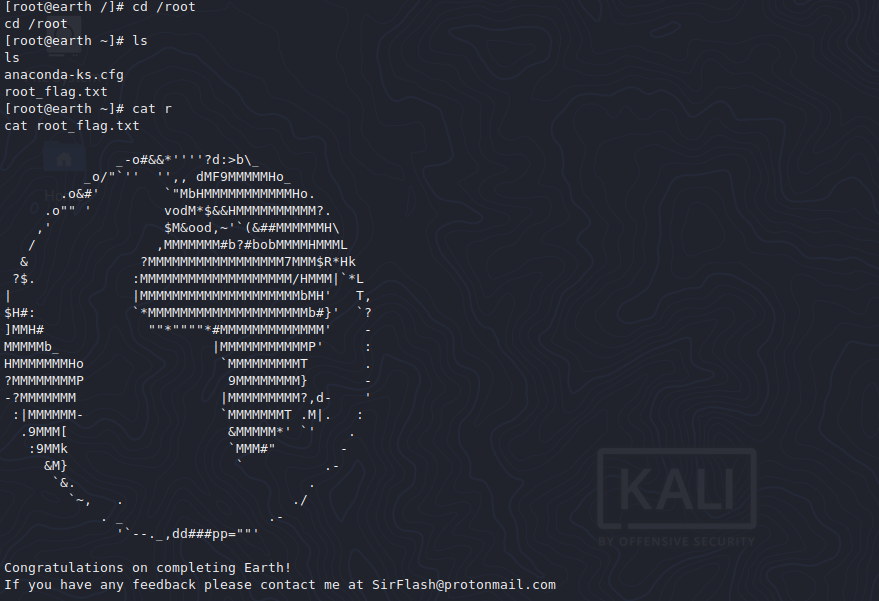 [root@earth /]# cd /root
cd /root
[root@earth ~]# ls
ls
anaconda-ks.cfg
root_flag.txt
[root@earth ~]# cat r
cat root_flag.txt
              _-o#&&*''''?d:>b\_
          _o/"`''  '',, dMF9MMMMMHo_
       .o&#'        `"MbHMMMMMMMMMMMHo.
     .o"" '         vodM*$&&HMMMMMMMMMM?.
    ,'              $M&ood,~'`(&##MMMMMMH\
   /               ,MMMMMMM#b?#bobMMMMHMMML
  &              ?MMMMMMMMMMMMMMMMM7MMM$R*Hk
 ?$.            :MMMMMMMMMMMMMMMMMMM/HMMM|`*L
|               |MMMMMMMMMMMMMMMMMMMMbMH'   T,
$H#:            `*MMMMMMMMMMMMMMMMMMMMb#}'  `?
]MMH#             ""*""""*#MMMMMMMMMMMMM'    -
MMMMMb_                   |MMMMMMMMMMMP'     :
HMMMMMMMHo                 `MMMMMMMMMT       .
?MMMMMMMMP                  9MMMMMMMM}       -
-?MMMMMMM                  |MMMMMMMMM?,d-    '
 :|MMMMMM-                 `MMMMMMMT .M|.   :
  .9MMM[                    &MMMMM*' `'    .
   :9MMk                    `MMM#"        -
     &M}                     `          .-
      `&.                             .
        `~,   .                     ./
            . _                  .-
              '`--._,dd###pp=""'
Congratulations on completing Earth!
If you have any feedback please contact me at SirFlash@protonmail.com
KALI
BY OFFENSIVE SECURITY